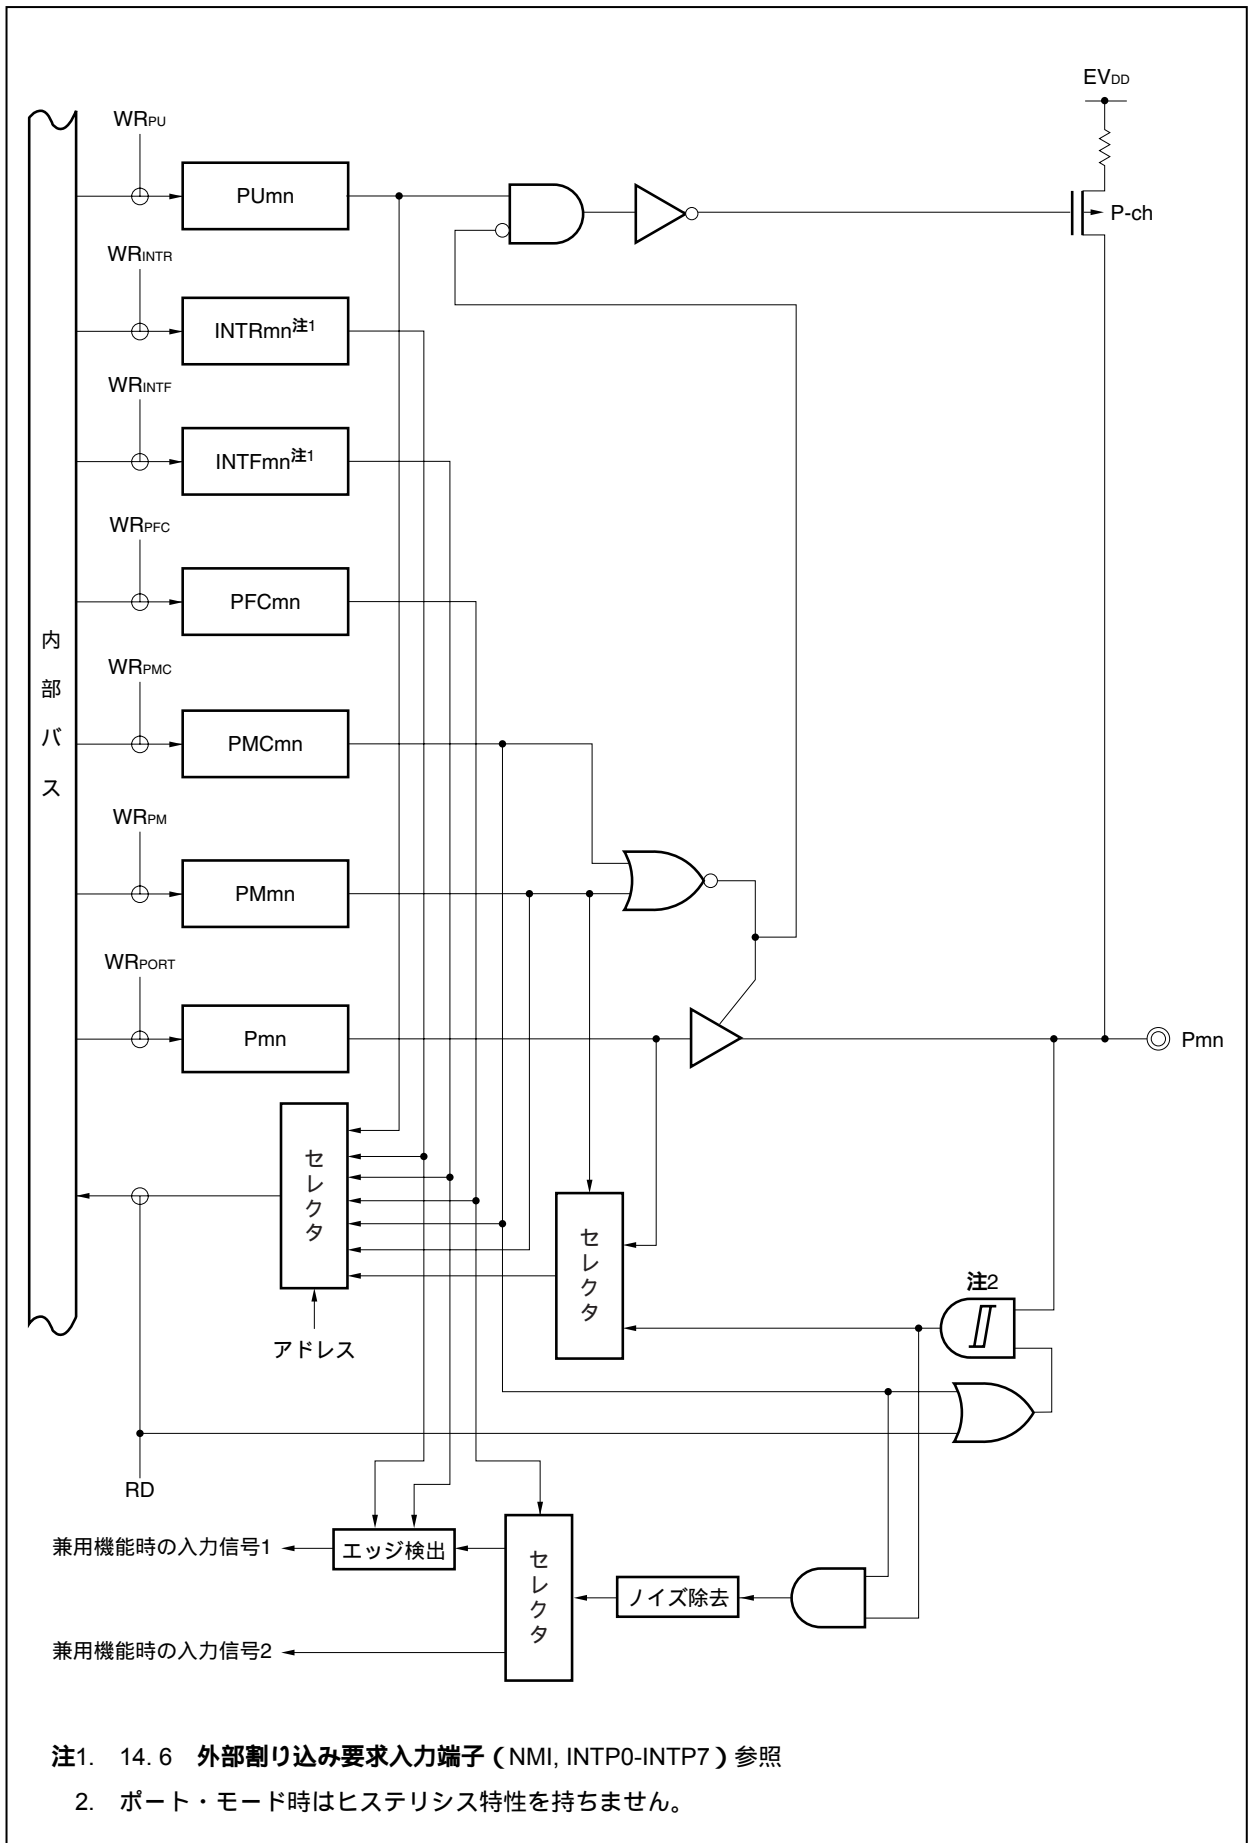 EVDD
WRPU
PUmn
P-ch
WRINTR
INTRmn注1
WRINTF
INTFmn注1
WRPFC
PFCmn
内部バス
WRPMC
PMCmn
WRPM
PMmn
WRPORT
Pmn
Pmn
セレクタ
セレクタ
注2
アドレス
RD
兼用機能時の入力信号1
エッジ検出
セレクタ
ノイズ除去
兼用機能時の入力信号2
注1. 14. 6 外部割り込み要求入力端子（NMI, INTP0-INTP7）参照
2. ポート・モード時はヒステリシス特性を持ちません。